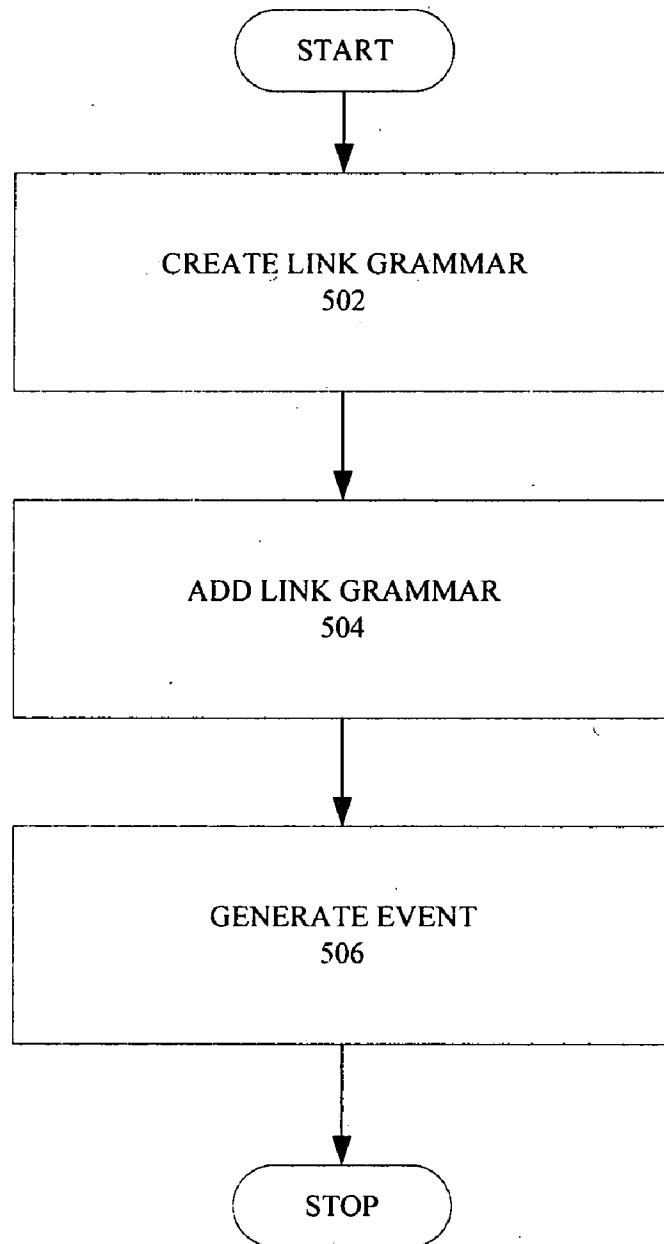 START
CREATE LINK GRAMMAR
502
ADD LINK GRAMMAR
504
GENERATE EVENT
506
STOP